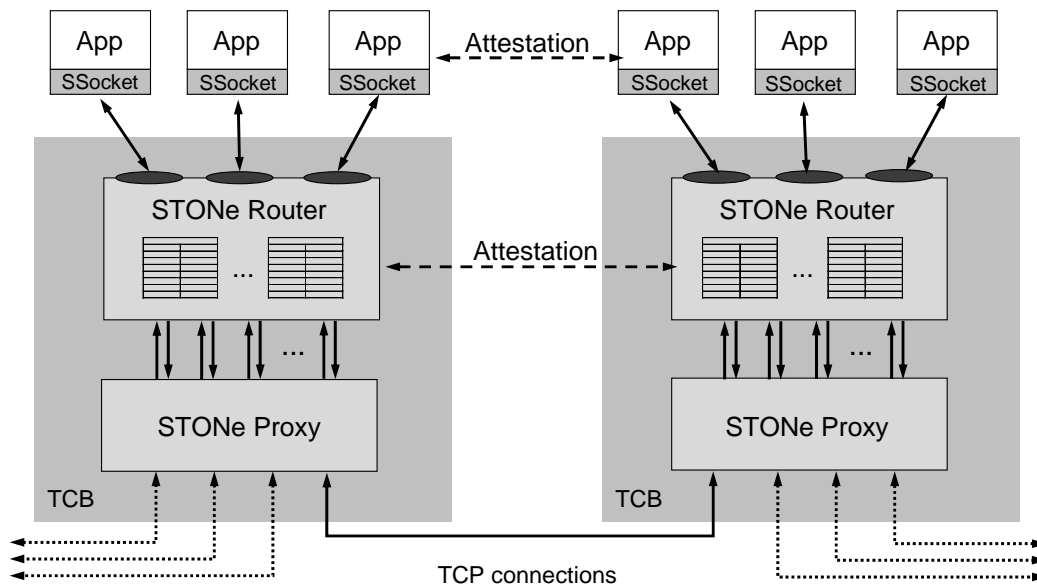 App App App Attestation App App App
SSocket SSocket SSocket SSocket SSocket SSocket
STONe Router STONe Router
... ...
Attestation
... ...
STONe Proxy STONe Proxy
TCB TCB
TCP connections